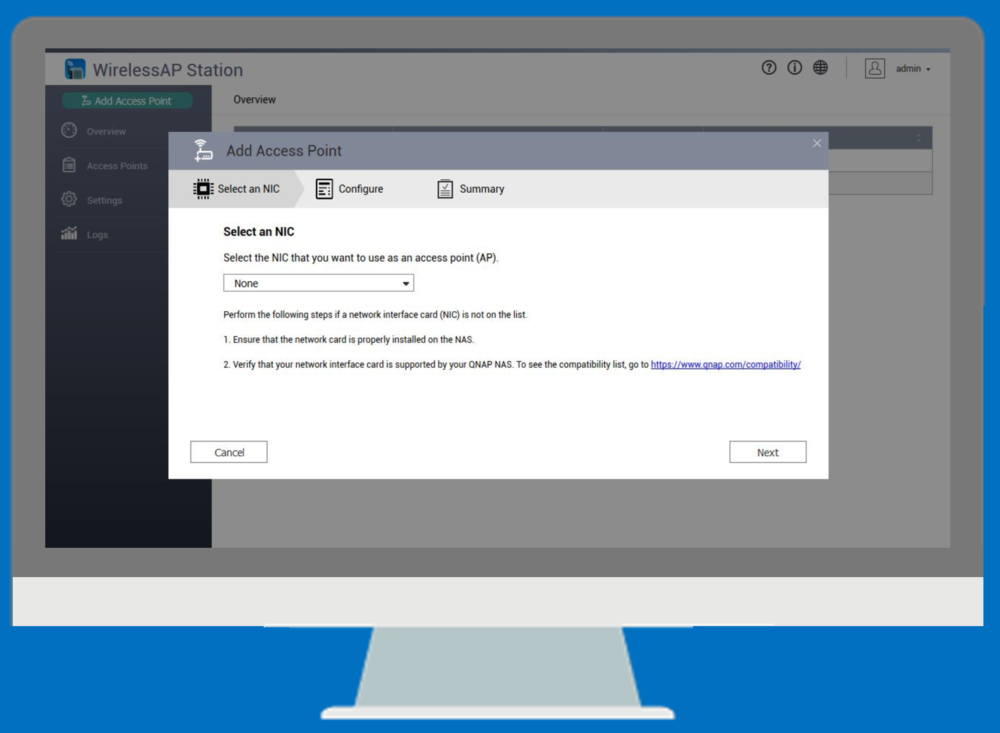 WirelessAP Station
admin
Add Access Point
Overview
Overview
Access Points
Settings
Logs
Add Access Point
Select an NIC
Configure
Summary
Select an NIC
Select the NIC that you want to use as an access point (AP).
None
Perform the following steps if a network interface card (NIC) is not on the list.
1. Ensure that the network card is properly installed on the NAS.
2. Verify that your network interface card is supported by your QNAP NAS. To see the compatibility list, go to https://www.qnap.com/compatibility/
Cancel
Next